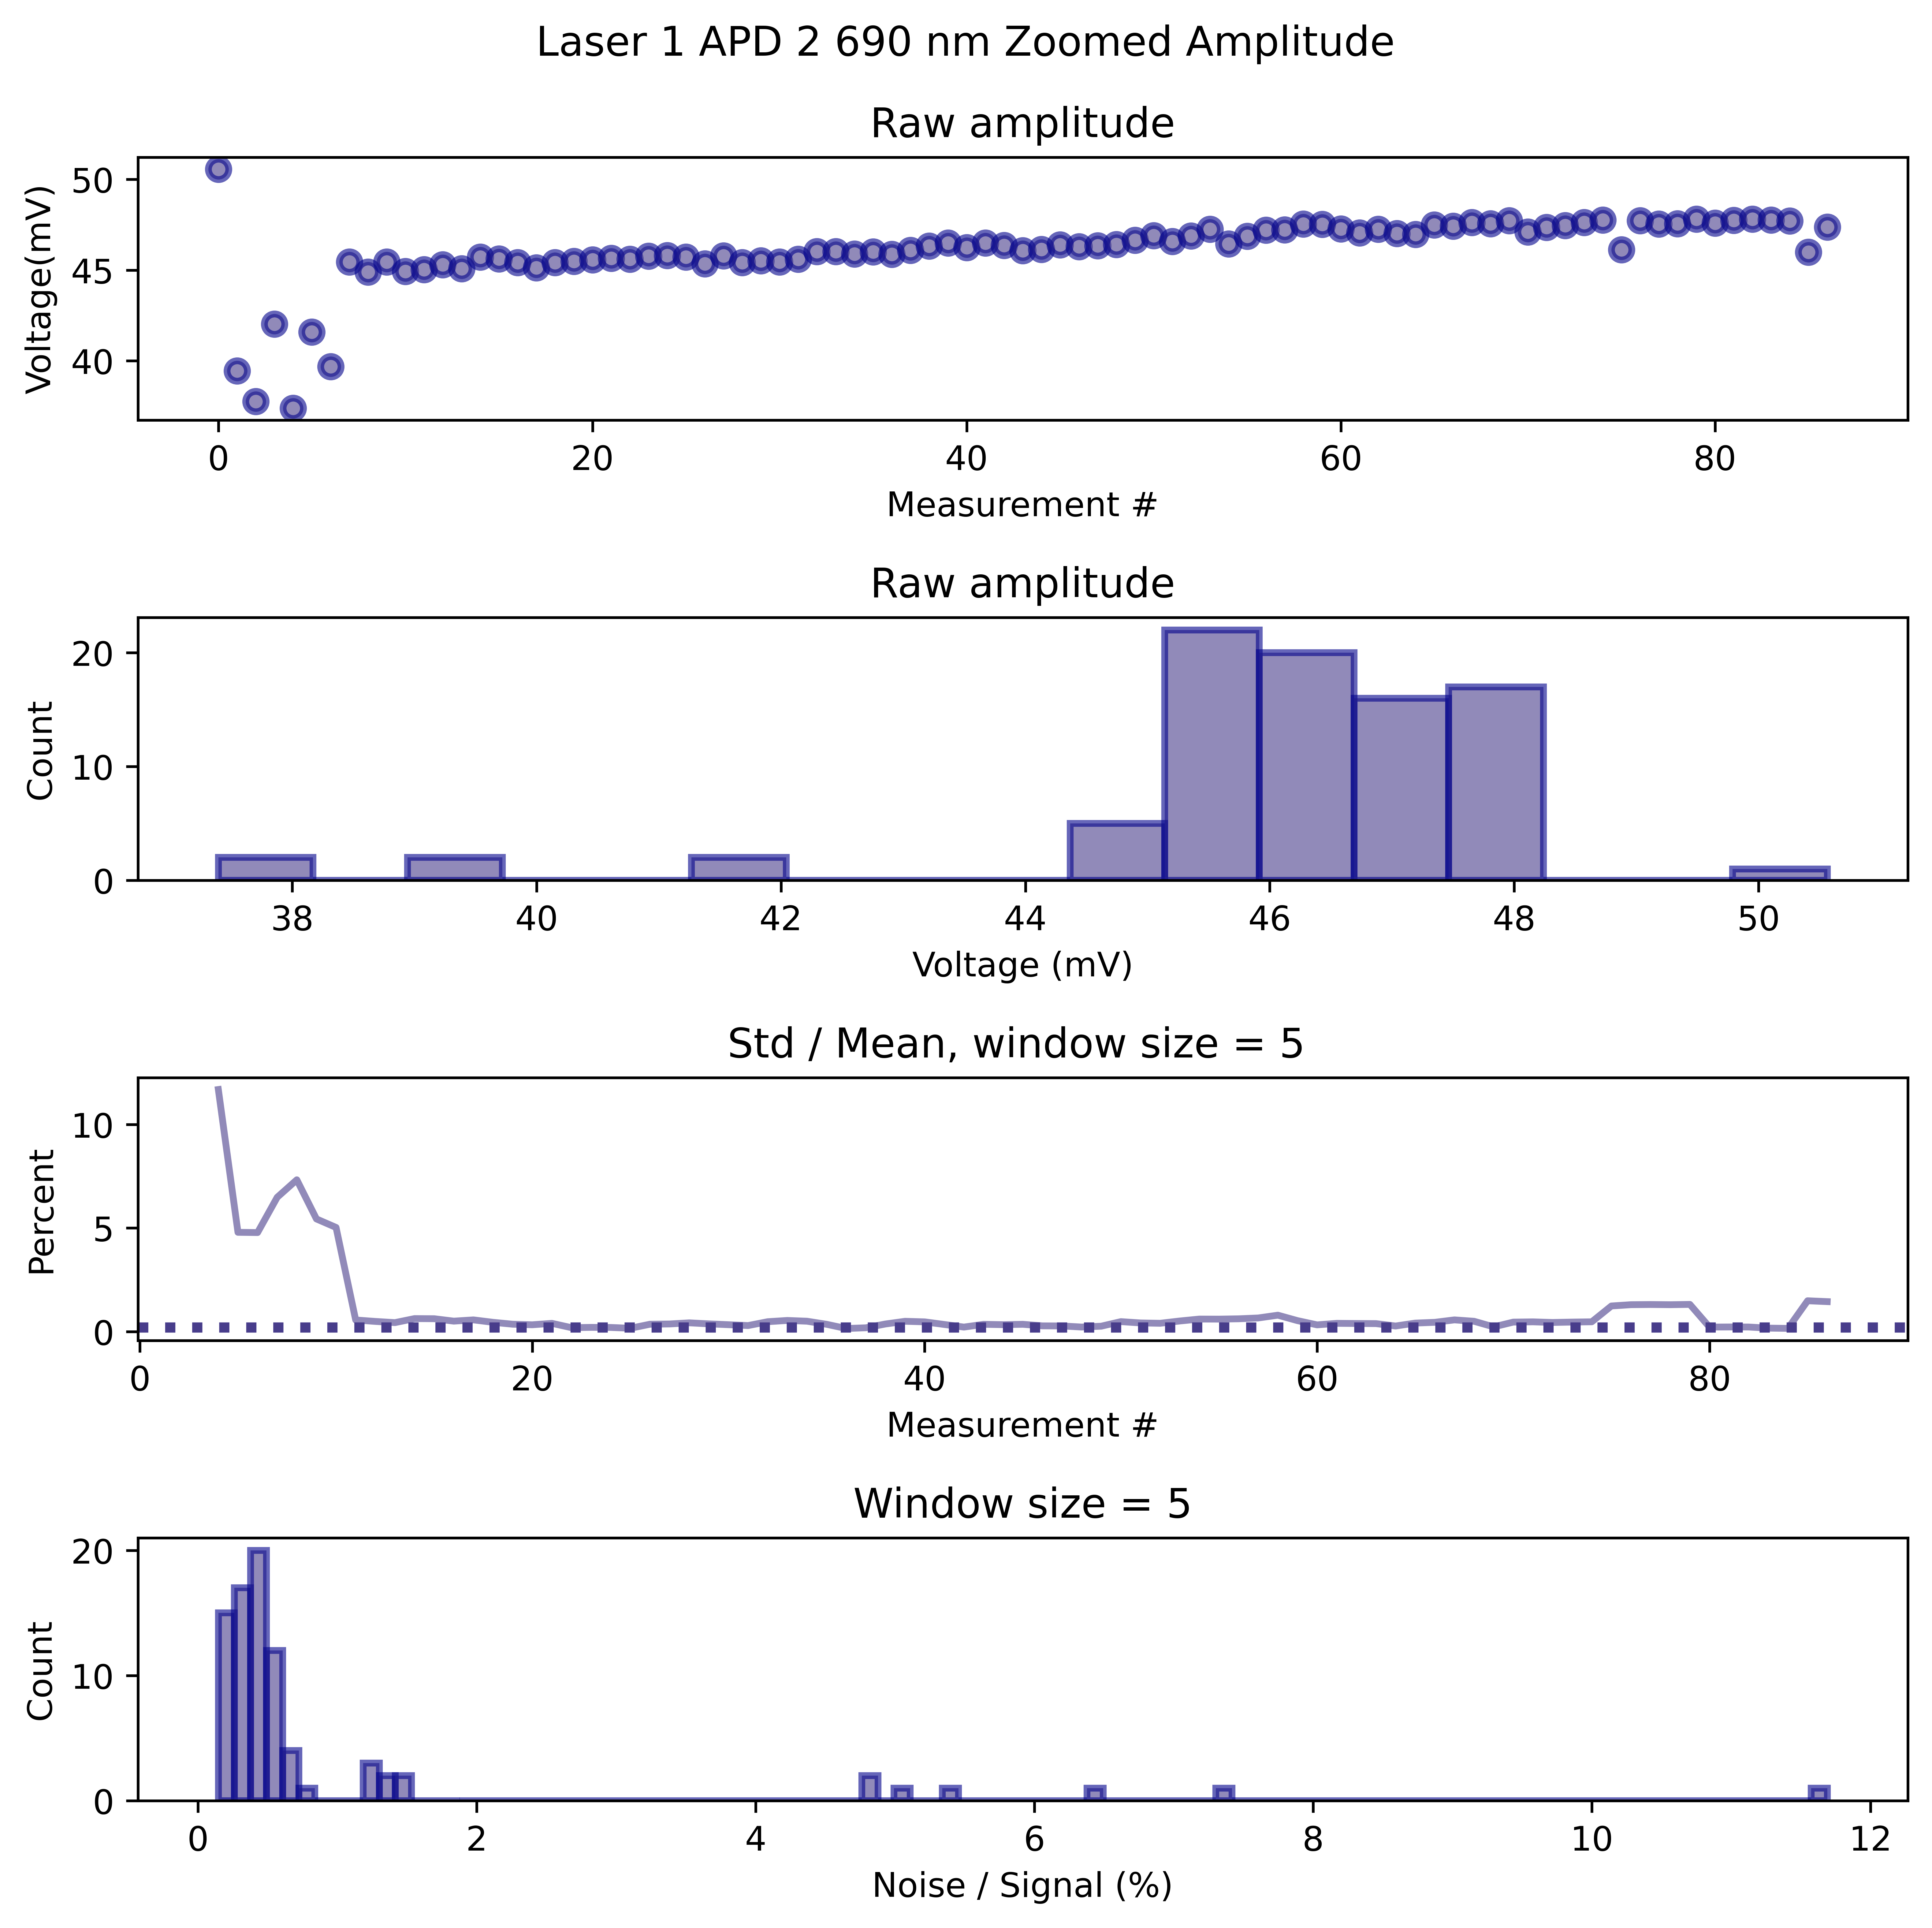 Laser 1 APD 2 690 nm Zoomed Amplitude
Raw amplitude
Voltage(mV)
50
45
40
0 20 40 60 80
Measurement #
Raw amplitude
Count
20
10
0
38 40 42 44 46 48 50
Voltage (mV)
Std / Mean, window size = 5
Percent
10
5
0
0 20 40 60 80
Measurement #
Window size = 5
Count
20
10
0
0 2 4 6 8 10 12
Noise / Signal (%)